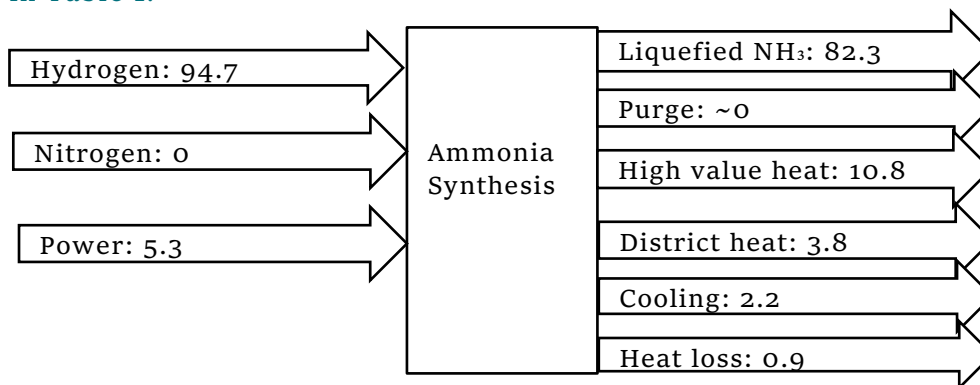 in Table 1.
Hydrogen: 94.7
Nitrogen: 0
Power: 5.3
Ammonia
Synthesis
Liquefied NH₃: 82.3
Purge: ~0
High value heat: 10.8
District heat: 3.8
Cooling: 2.2
Heat loss: 0.9